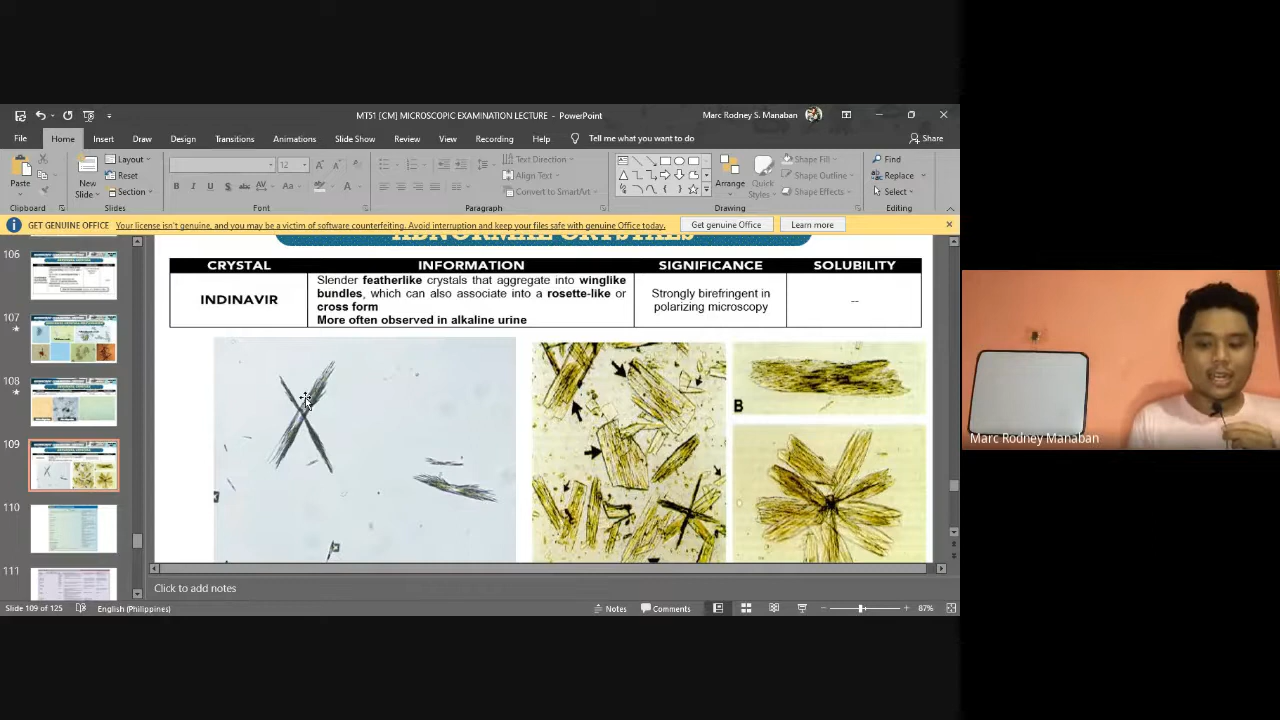 MT51 [CM] MICROSCOPIC EXAMINATION LECTURE - PowerPoint
Marc Rodney S. Manaban
File Home Insert Draw Design Transitions Animations Slide Show Review View Recording Help Tell me what you want to do Share
Paste
New
Slide
Layout
Reset
Section
12
Text Direction
Align Text
Convert to SmartArt
Arrange
Quick
Styles
Shape Fill
Shape Outline
Shape Effects
Find
Replace
Select
Clipboard Slides Font Paragraph Drawing Editing
GET GENUINE OFFICE Your license isn't genuine, and you may be a victim of software counterfeiting. Avoid interruption and keep your files safe with genuine Office today. Get genuine Office Learn more
ABNORMAL CRYSTALS
CRYSTAL INFORMATION SIGNIFICANCE SOLUBILITY
INDINAVIR
Slender featherlike crystals that aggregate into winglike
bundles, which can also associate into a rosette-like or
cross form
More often observed in alkaline urine
Strongly birefringent in
polarizing microscopy
--
B
106
107
108
109
110
111
Click to add notes
Slide 109 of 125 English (Philippines) Notes Comments 87%
Marc Rodney Manaban